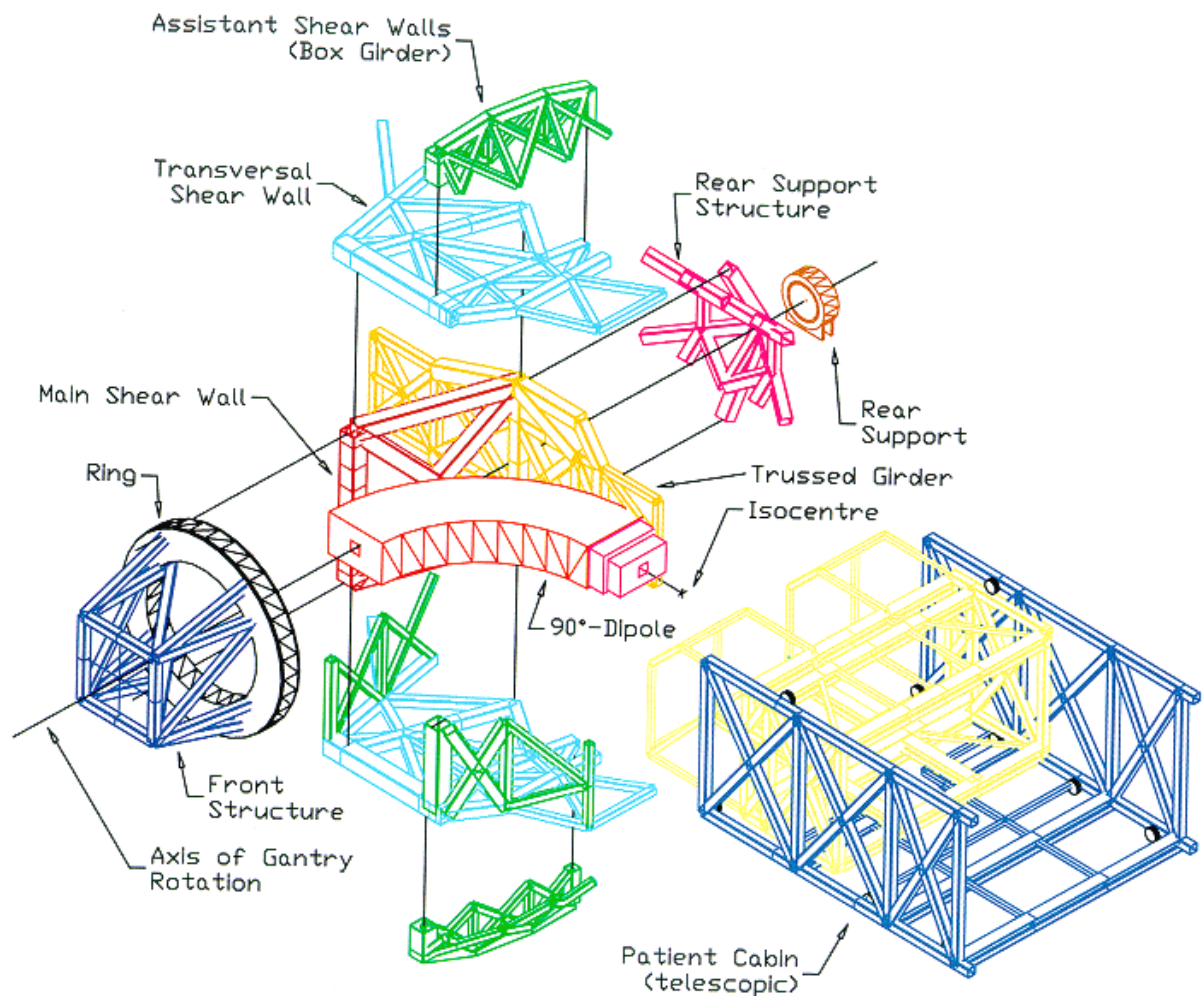 Assistant Shear Walls
(Box Girder)
Transversal
Shear Wall
Rear Support
Structure
Main Shear Wall
Rear
Support
Ring
Trussed Girder
Isocentre
90°-Dipole
Front
Structure
Axis of Gantry
Rotation
Patient Cabin
(telescopic)